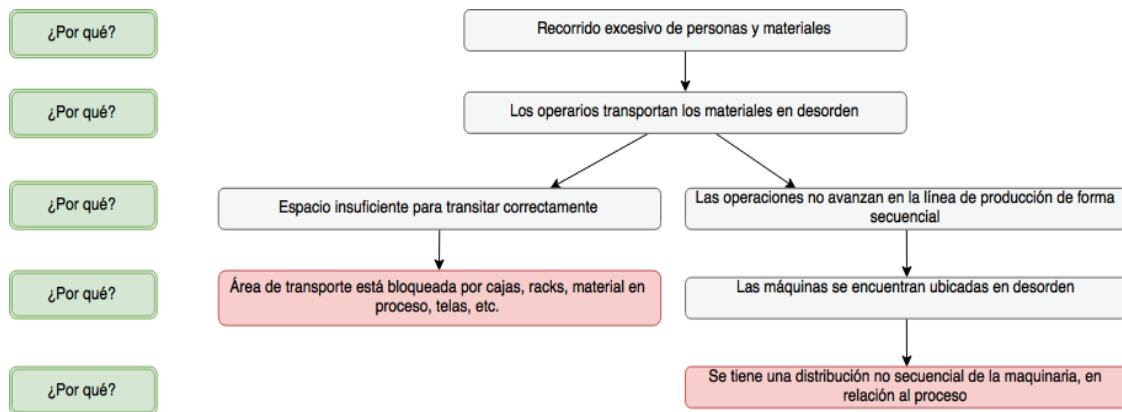 ¿Por qué?
Recorrido excesivo de personas y materiales
¿Por qué?
Los operarios transportan los materiales en desorden
¿Por qué?
Espacio insuficiente para transitar correctamente
Las operaciones no avanzan en la línea de producción de forma
secuencial
¿Por qué?
Área de transporte está bloqueada por cajas, racks, material en
proceso, telas, etc.
Las máquinas se encuentran ubicadas en desorden
¿Por qué?
Se tiene una distribución no secuencial de la maquinaria, en
relación al proceso